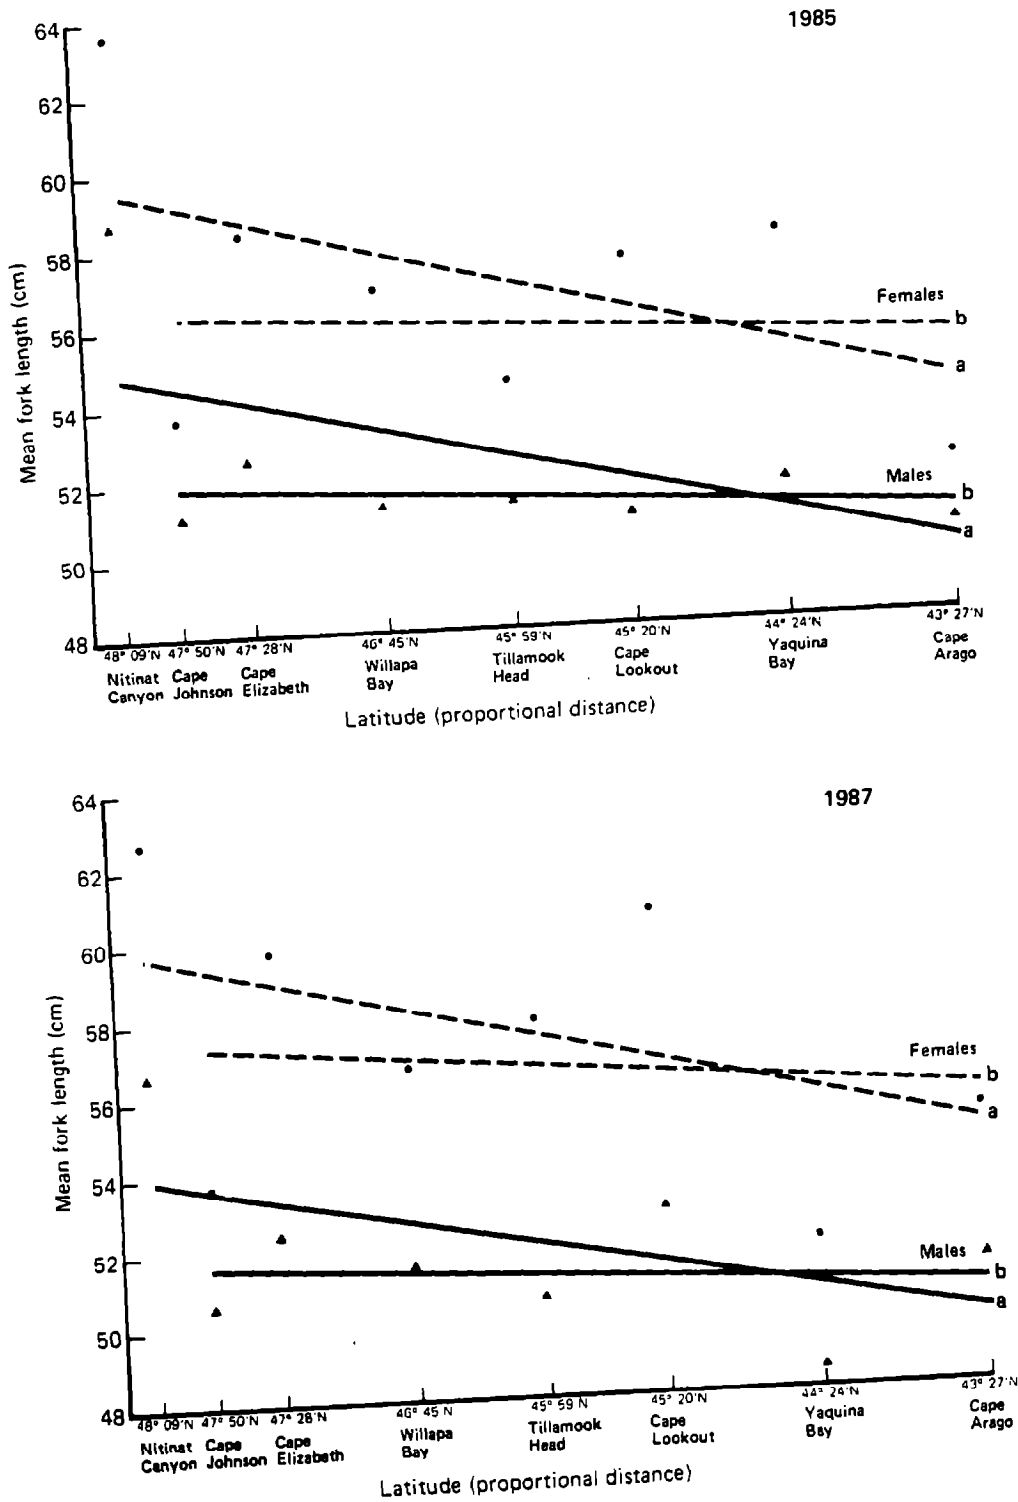 1985
64
62
60
58
56
54
52
50
48
Mean fork length (cm)
Females
b
a
Males
b
a
48° 09'N 47° 50'N 47° 28'N 46° 45'N 45° 59'N 45° 20'N 44° 24'N 43° 27'N
Nitinat Cape Cape Willapa Tillamook Cape Yaquina Cape
Canyon Johnson Elizabeth Bay Head Lookout Bay Arago
Latitude (proportional distance)
1987
64
62
60
58
56
54
52
50
48
Mean fork length (cm)
Females
b
a
Males
b
a
48° 09'N 47° 50'N 47° 28'N 46° 45'N 45° 59'N 45° 20'N 44° 24'N 43° 27'N
Nitinat Cape Cape Willapa Tillamook Cape Yaquina Cape
Canyon Johnson Elizabeth Bay Head Lookout Bay Arago
Latitude (proportional distance)